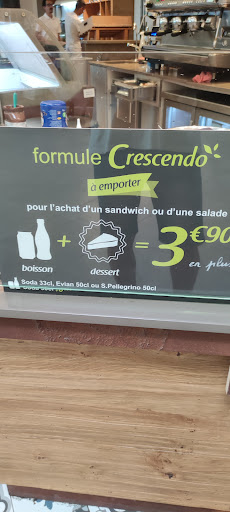 formule Crescendo
à emporter
pour l'achat d'un sandwich ou d'une salade
+ = 3€90
boisson dessert en plus
Soda 33cl, Evian 50cl ou S.Pellegrino 50cl